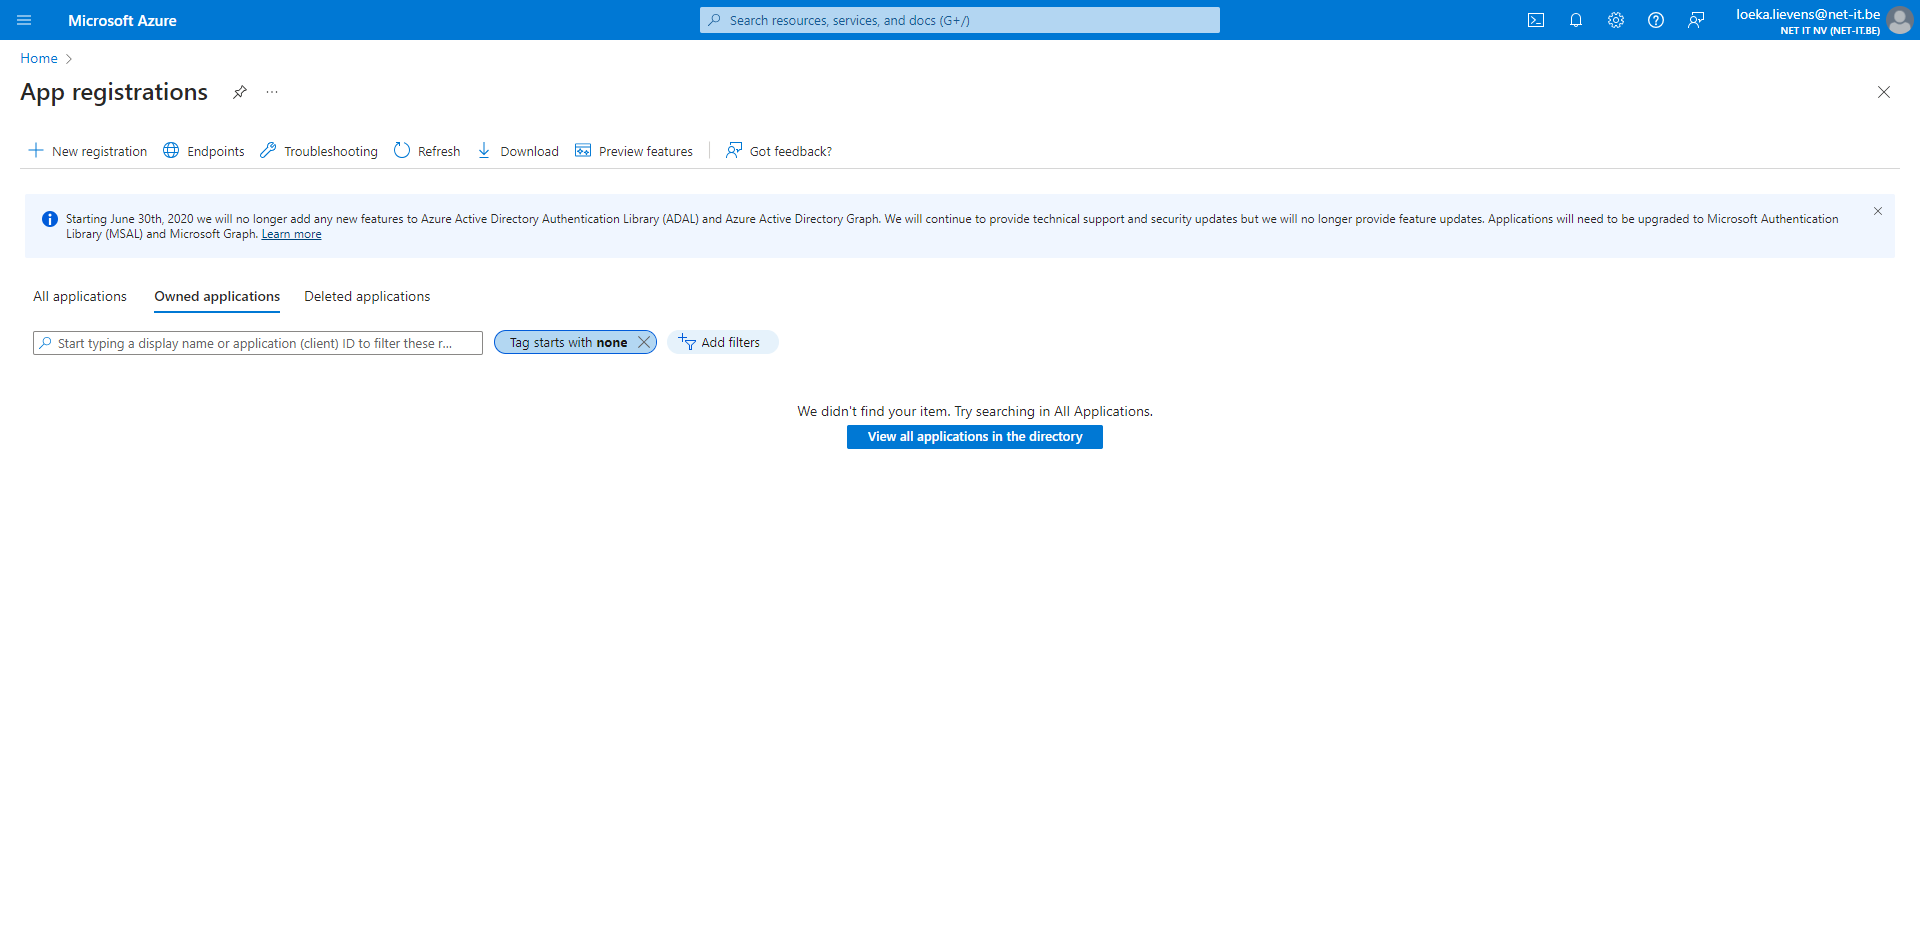 Microsoft Azure
Search resources, services, and docs (G+/)
loeka.lievens@net-it.be
NET IT NV (NET-IT.BE)
Home
App registrations
New registration
Endpoints
Troubleshooting
Refresh
Download
Preview features
Got feedback?
Starting June 30th, 2020 we will no longer add any new features to Azure Active Directory Authentication Library (ADAL) and Azure Active Directory Graph. We will continue to provide technical support and security updates but we will no longer provide feature updates. Applications will need to be upgraded to Microsoft Authentication
Library (MSAL) and Microsoft Graph. Learn more
All applications
Owned applications
Deleted applications
Start typing a display name or application (client) ID to filter these r...
Tag starts with none
Add filters
We didn't find your item. Try searching in All Applications.
View all applications in the directory